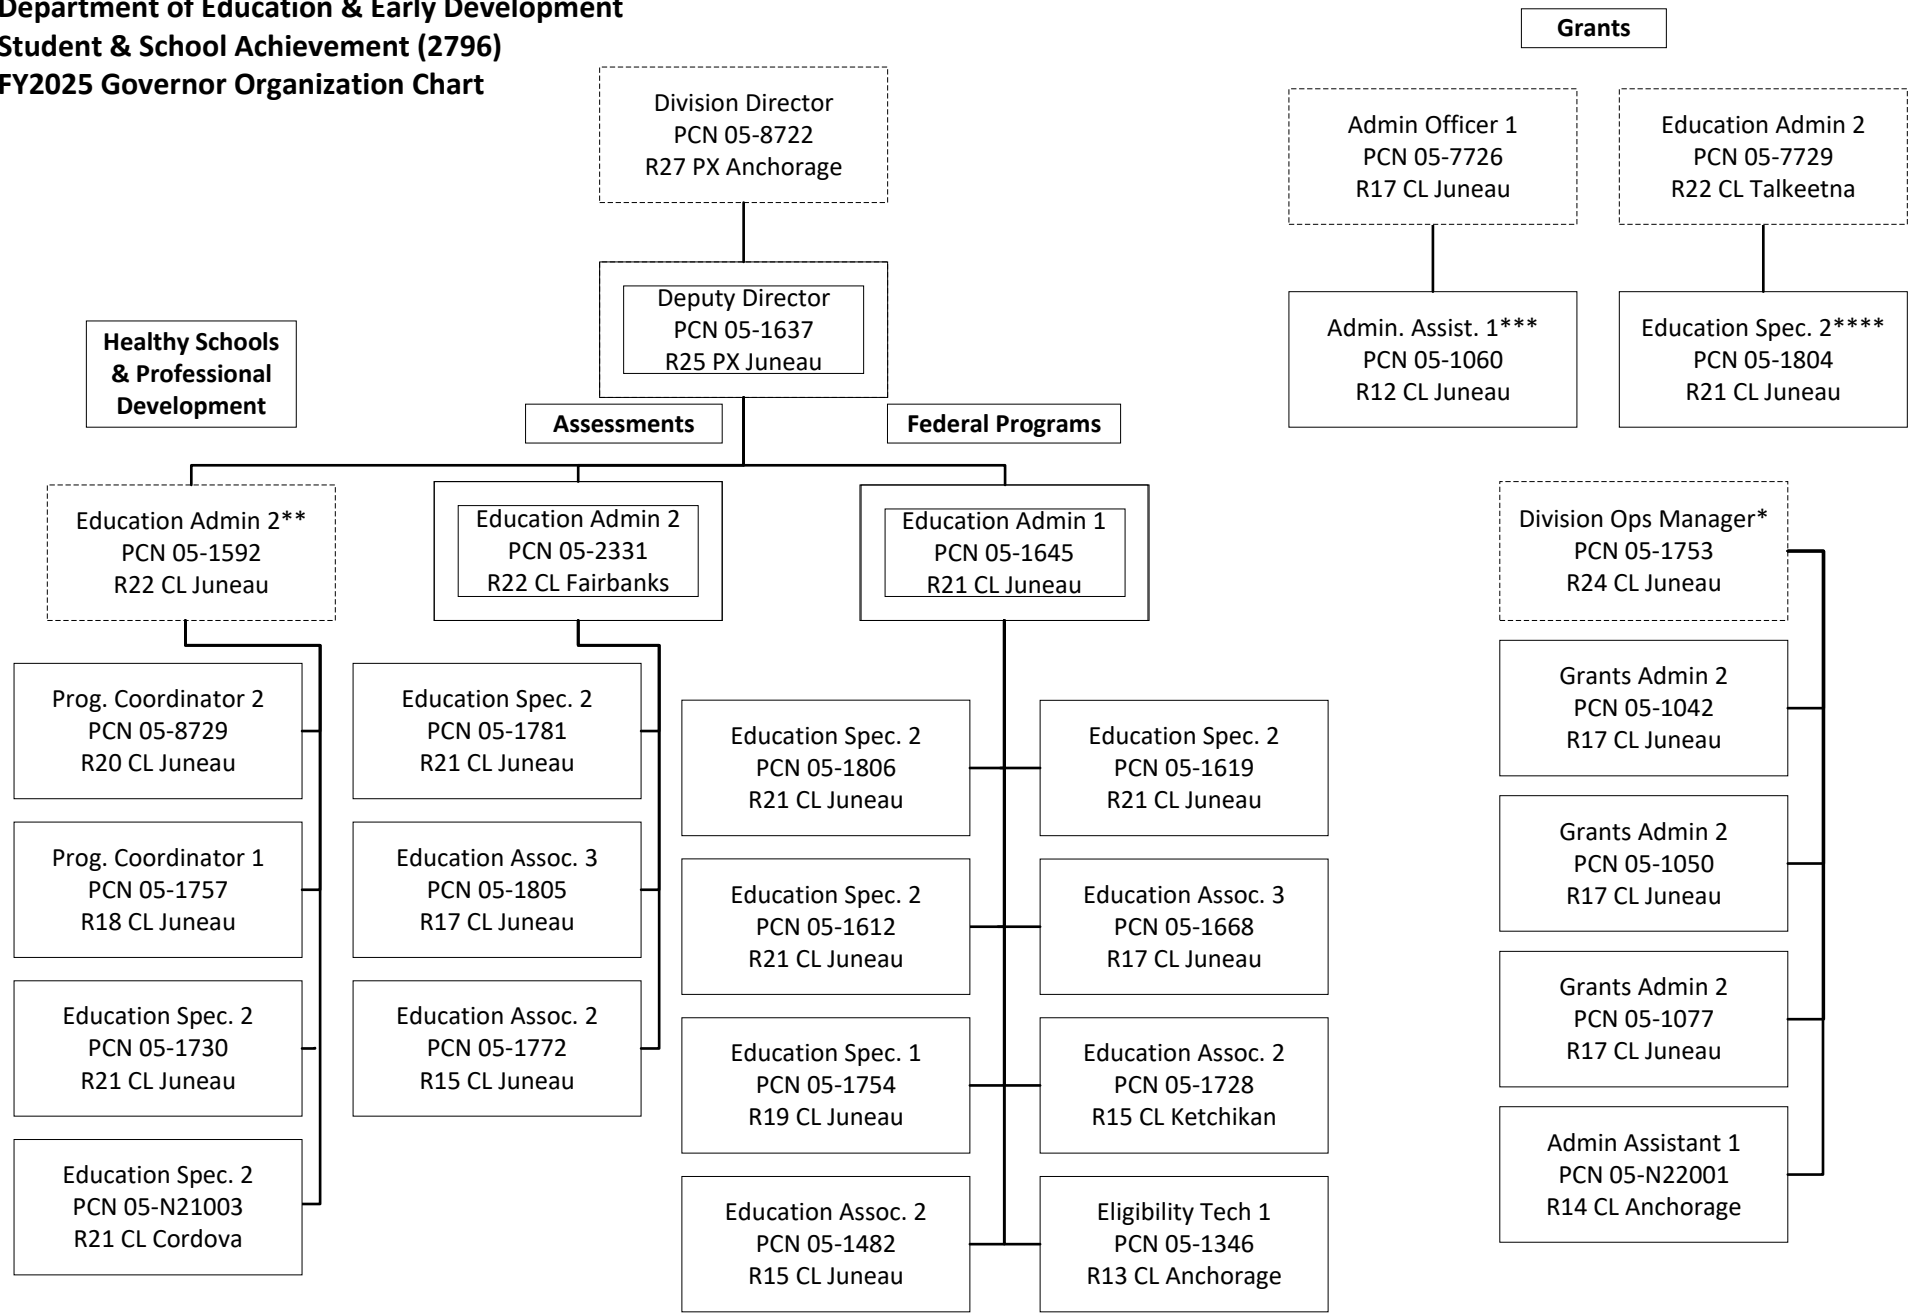 Department of Education & Early Development
Student & School Achievement (2796)
FY2025 Governor Organization Chart
Division Director
PCN 05-8722
R27 PX Anchorage
Deputy Director
PCN 05-1637
R25 PX Juneau
Healthy Schools
& Professional
Development
Assessments
Federal Programs
Education Admin 2**
PCN 05-1592
R22 CL Juneau
Prog. Coordinator 2
PCN 05-8729
R20 CL Juneau
Prog. Coordinator 1
PCN 05-1757
R18 CL Juneau
Education Spec. 2
PCN 05-1730
R21 CL Juneau
Education Spec. 2
PCN 05-N21003
R21 CL Cordova
Education Admin 2
PCN 05-2331
R22 CL Fairbanks
Education Spec. 2
PCN 05-1781
R21 CL Juneau
Education Assoc. 3
PCN 05-1805
R17 CL Juneau
Education Assoc. 2
PCN 05-1772
R15 CL Juneau
Education Admin 1
PCN 05-1645
R21 CL Juneau
Education Spec. 2
PCN 05-1806
R21 CL Juneau
Education Spec. 2
PCN 05-1619
R21 CL Juneau
Education Spec. 2
PCN 05-1612
R21 CL Juneau
Education Assoc. 3
PCN 05-1668
R17 CL Juneau
Education Spec. 1
PCN 05-1754
R19 CL Juneau
Education Assoc. 2
PCN 05-1728
R15 CL Ketchikan
Education Assoc. 2
PCN 05-1482
R15 CL Juneau
Eligibility Tech 1
PCN 05-1346
R13 CL Anchorage
Grants
Admin Officer 1
PCN 05-7726
R17 CL Juneau
Education Admin 2
PCN 05-7729
R22 CL Talkeetna
Admin. Assist. 1***
PCN 05-1060
R12 CL Juneau
Education Spec. 2****
PCN 05-1804
R21 CL Juneau
Division Ops Manager*
PCN 05-1753
R24 CL Juneau
Grants Admin 2
PCN 05-1042
R17 CL Juneau
Grants Admin 2
PCN 05-1050
R17 CL Juneau
Grants Admin 2
PCN 05-1077
R17 CL Juneau
Admin Assistant 1
PCN 05-N22001
R14 CL Anchorage